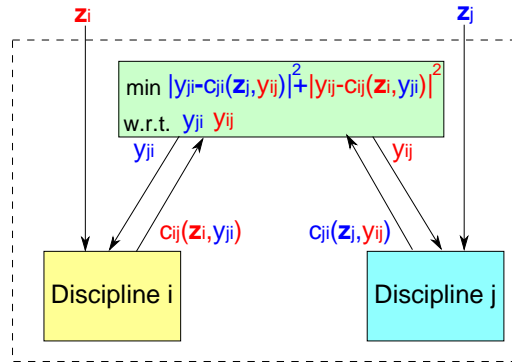 zi
zj
min |yji-cji(zj,yij)|²+|yij-cij(zi,yji)|²
w.r.t. yji yij
yji
yij
cij(zi,yji)
cji(zj,yij)
Discipline i
Discipline j